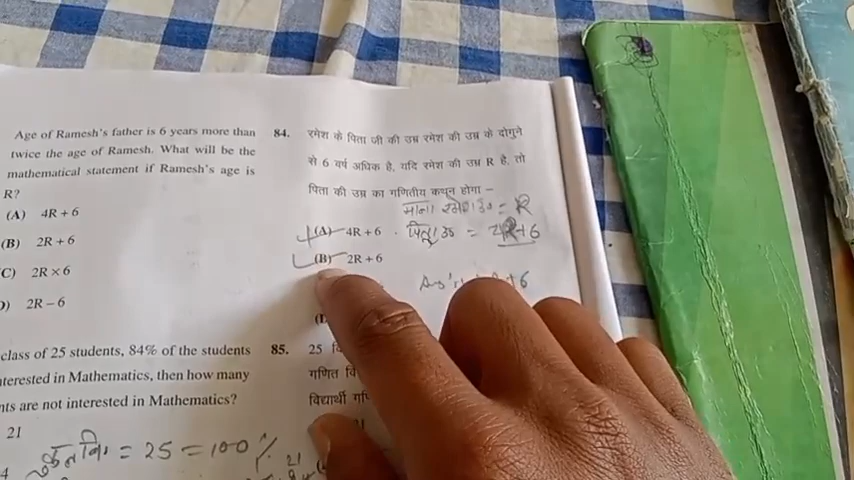 Age of Ramesh's father is 6 years more than
twice the age of Ramesh. What will be the
mathematical statement if Ramesh's age is
R?
(A) 4R + 6
(B) 2R + 6
(C) 2R × 6
2R − 6
84. रमेश के पिता जी की उम्र रमेश की उम्र के दोगुने
से 6 वर्ष अधिक है, यदि रमेश की उम्र R है, तो
पिता की उम्र का गणितीय कथन होगा –
माना = R
(A) 4R + 6
= 2R+6
(B) 2R + 6
class of 25 students, 84% of the students
in Mathematics, then how many
are not interested in Mathematics?
21
= 25 = 100%
21
85. 25
गणित
विद्यार्थी